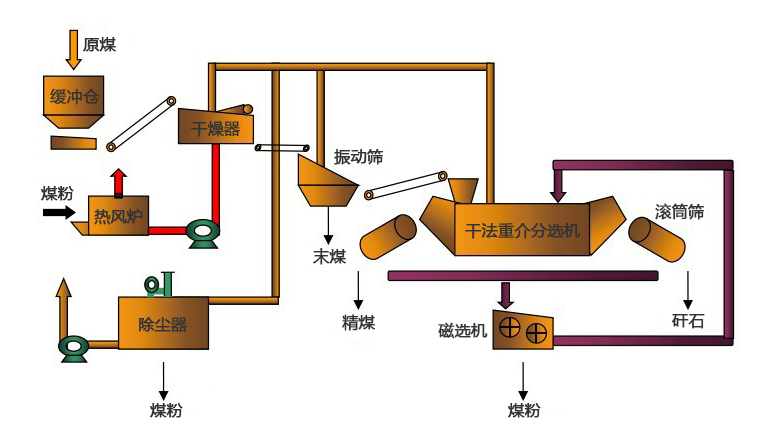 原煤
缓冲仓
干燥器
振动筛
煤粉
热风炉
末煤
干法重介分选机
滚筒筛
精煤
除尘器
磁选机
矸石
煤粉
煤粉